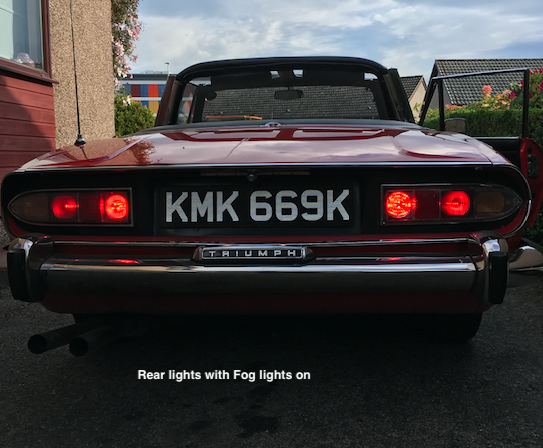 KMK 669K
TRIUMPH
Rear lights with Fog lights on